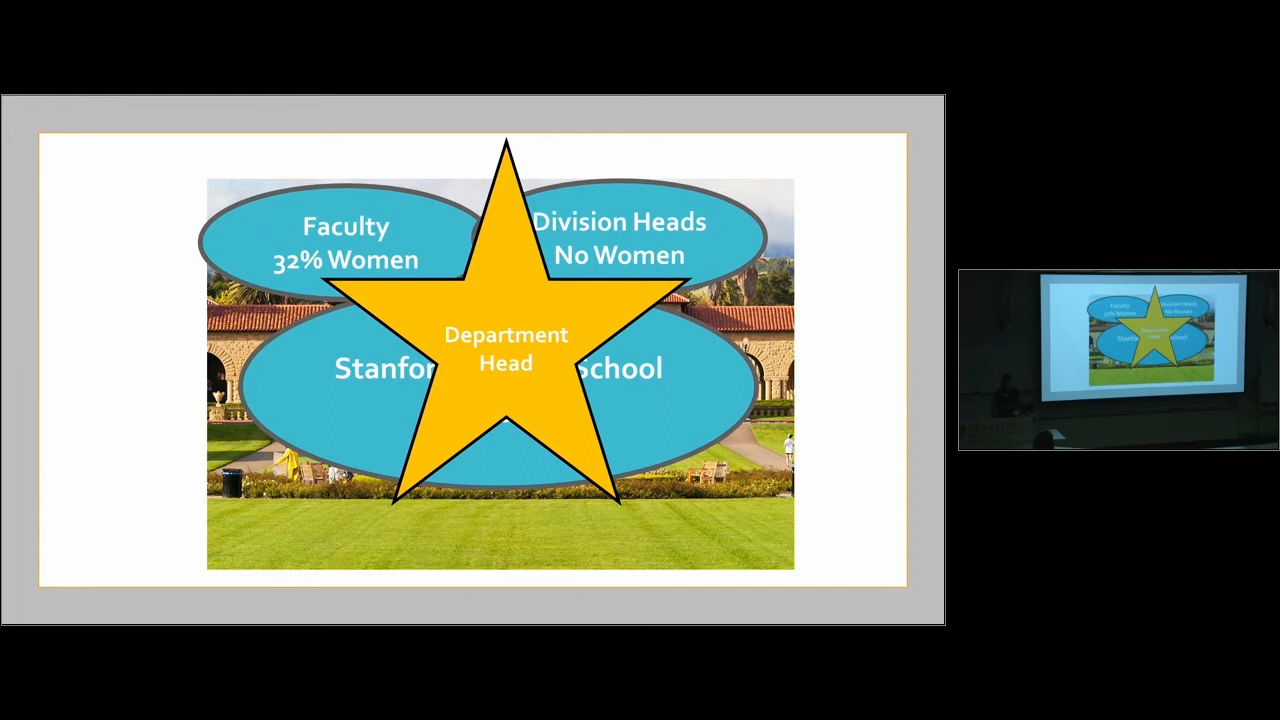 Faculty
32% Women
Division Heads
No Women
Department
Head
Stanfor School